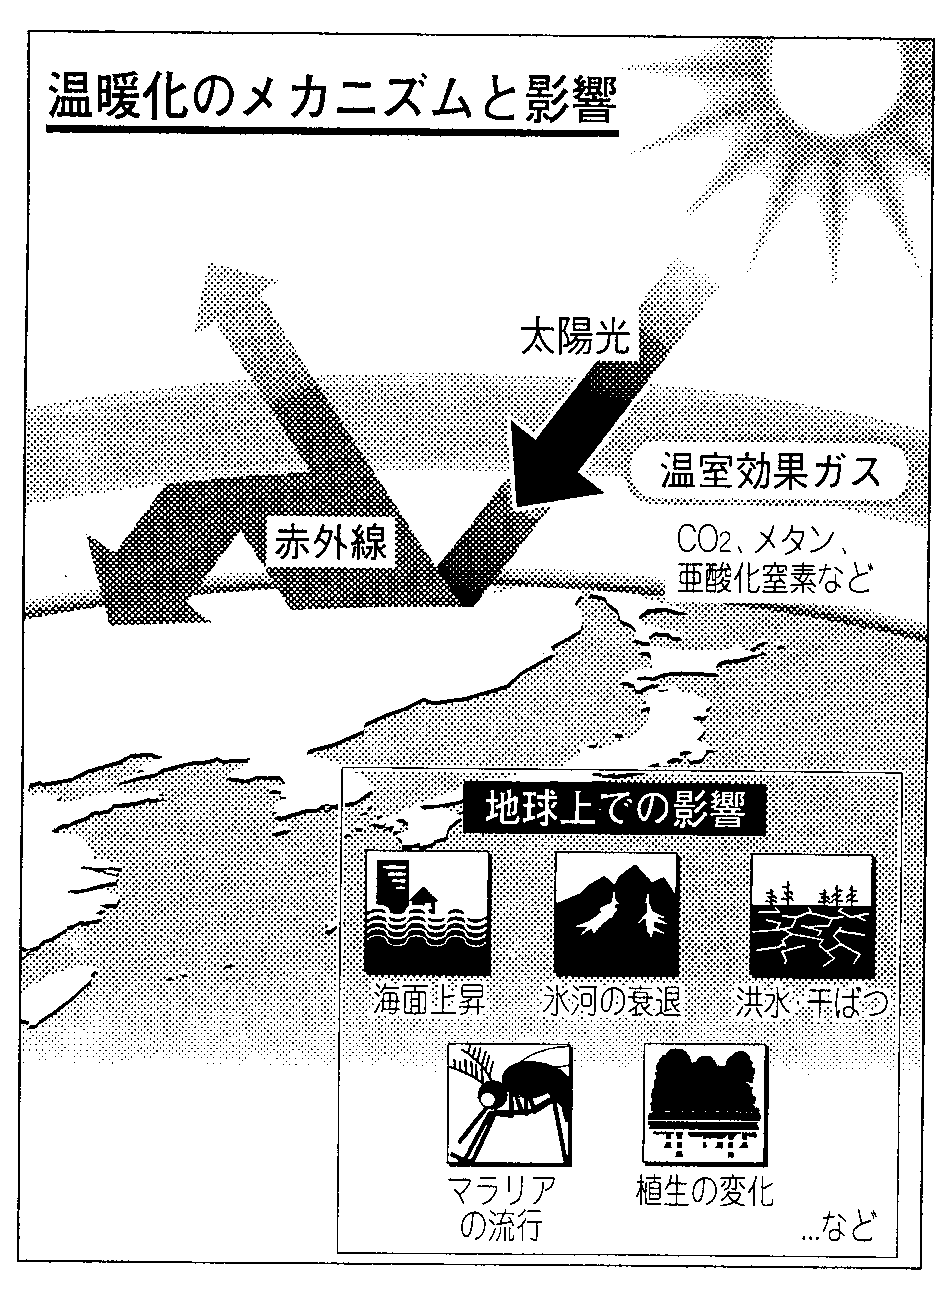 温暖化のメカニズムと影響
太陽光
温室効果ガス
赤外線
CO2、メタン、
亜酸化窒素など
地球上での影響
海面上昇
氷河の衰退
洪水・干ばつ
マラリア
の流行
植生の変化
…など